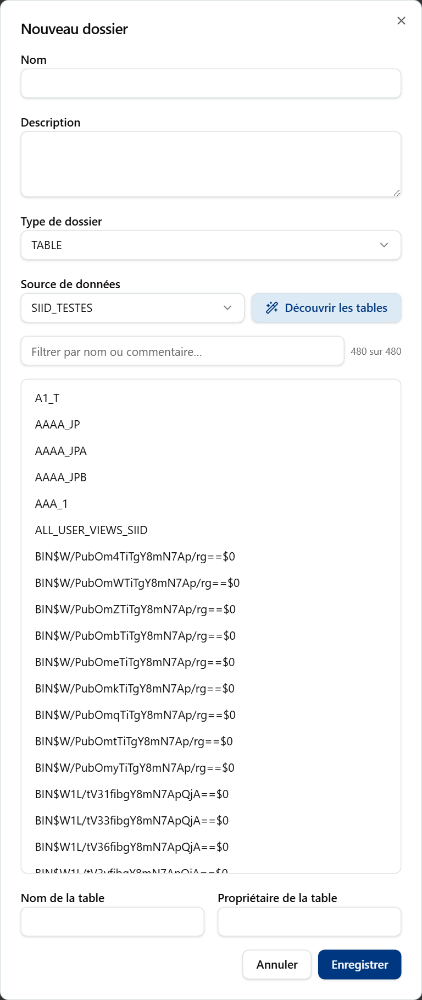 Nouveau dossier
Nom
Description
Type de dossier
TABLE
Source de données
SIID_TESTES
Découvrir les tables
Filtrer par nom ou commentaire...
480 sur 480
A1_T
AAAA_JP
AAAA_JPA
AAAA_JPB
AAA_1
ALL_USER_VIEWS_SIID
BIN$W/PubOm4TiTgY8mN7Ap/rg==$0
BIN$W/PubOmWTiTgY8mN7Ap/rg==$0
BIN$W/PubOmZTiTgY8mN7Ap/rg==$0
BIN$W/PubOmbTiTgY8mN7Ap/rg==$0
BIN$W/PubOmeTiTgY8mN7Ap/rg==$0
BIN$W/PubOmkTiTgY8mN7Ap/rg==$0
BIN$W/PubOmqTiTgY8mN7Ap/rg==$0
BIN$W/PubOmtTiTgY8mN7Ap/rg==$0
BIN$W/PubOmyTiTgY8mN7Ap/rg==$0
BIN$W1L/tV31fibgY8mN7ApQjA==$0
BIN$W1L/tV33fibgY8mN7ApQjA==$0
BIN$W1L/tV36fibgY8mN7ApQjA==$0
Nom de la table
Propriétaire de la table
Annuler
Enregistrer